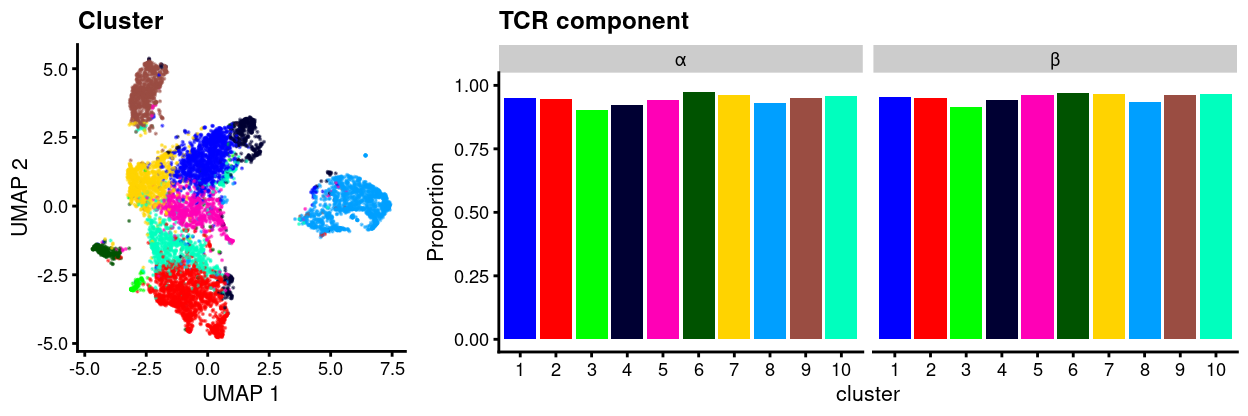 Cluster
5.0
2.5
0.0
-2.5
-5.0
UMAP 2
-5.0 -2.5 0.0 2.5 5.0 7.5
UMAP 1
TCR component
α β
1.00
0.75
0.50
0.25
0.00
Proportion
1 2 3 4 5 6 7 8 9 10 1 2 3 4 5 6 7 8 9 10
cluster